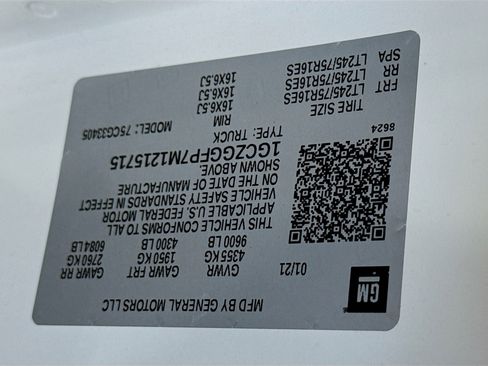 GM
MFD BY GENERAL MOTORS LLC
01/21 GVWR GAWR FRT GAWR RR
4355 KG 1950 KG 2760 KG
9600 LB 4300 LB 6084 LB
THIS VEHICLE CONFORMS TO ALL
APPLICABLE U.S. FEDERAL MOTOR
VEHICLE SAFETY STANDARDS IN EFFECT
ON THE DATE OF MANUFACTURE
SHOWN ABOVE.
1GCZGGFP7M1215715
TYPE: TRUCK MODEL: 7SCG33405
8624
TIRE SIZE RIM
FRT LT245/75R16ES 16X6.5J
RR LT245/75R16ES 16X6.5J
SPA LT245/75R16ES 16X6.5J